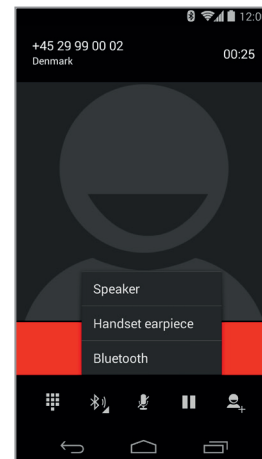 12:0
+45 29 99 00 02
00:25
Denmark
Speaker
Handset earpiece
Bluetooth